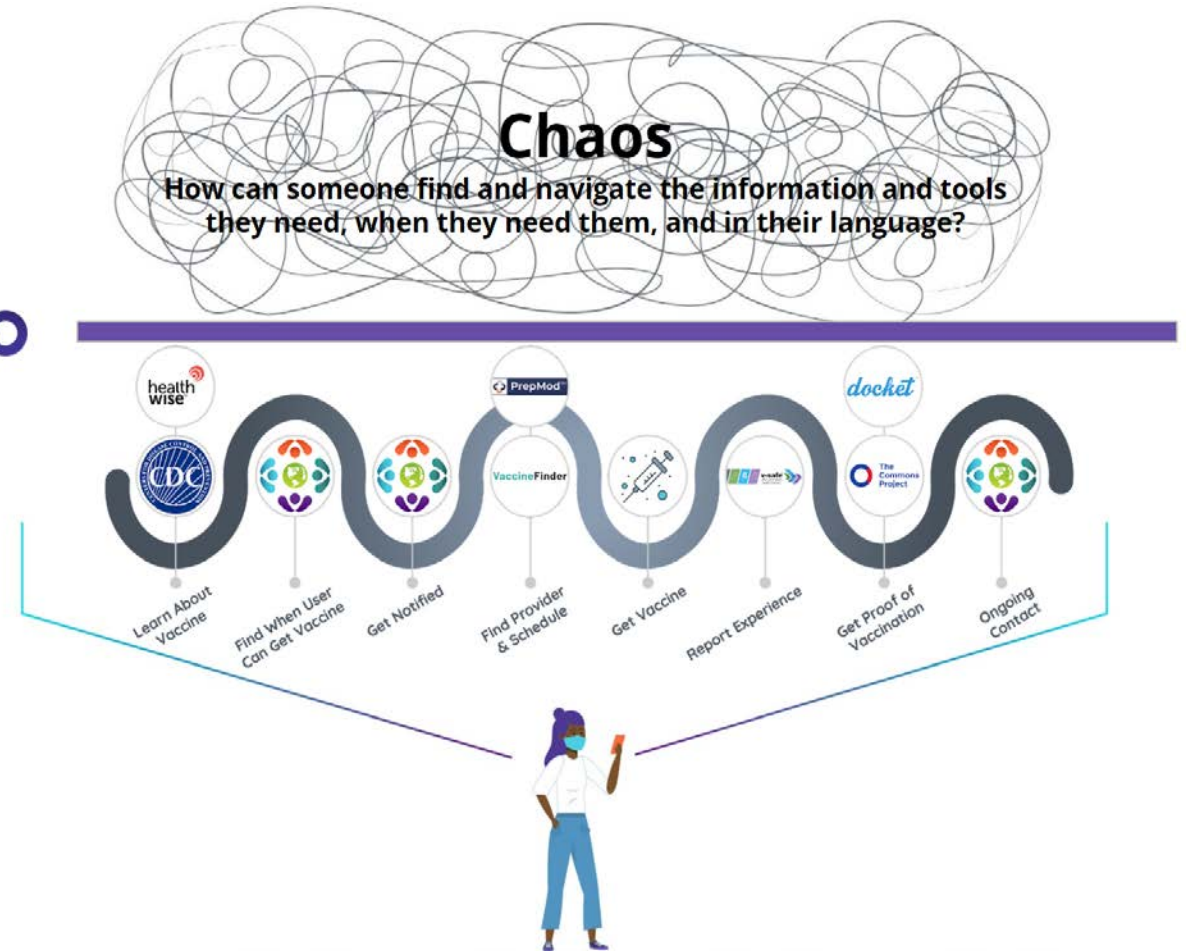 Chaos
How can someone find and navigate the information and tools
they need, when they need them, and in their language?
health
wise
PrepMod
docket
CDC
VaccineFinder
v-safe
The
Commons
Project
Learn About
Vaccine
Find When User
Can Get Vaccine
Get Notified
Find Provider
& Schedule
Get Vaccine
Report Experience
Get Proof of
Vaccination
Ongoing
Contact